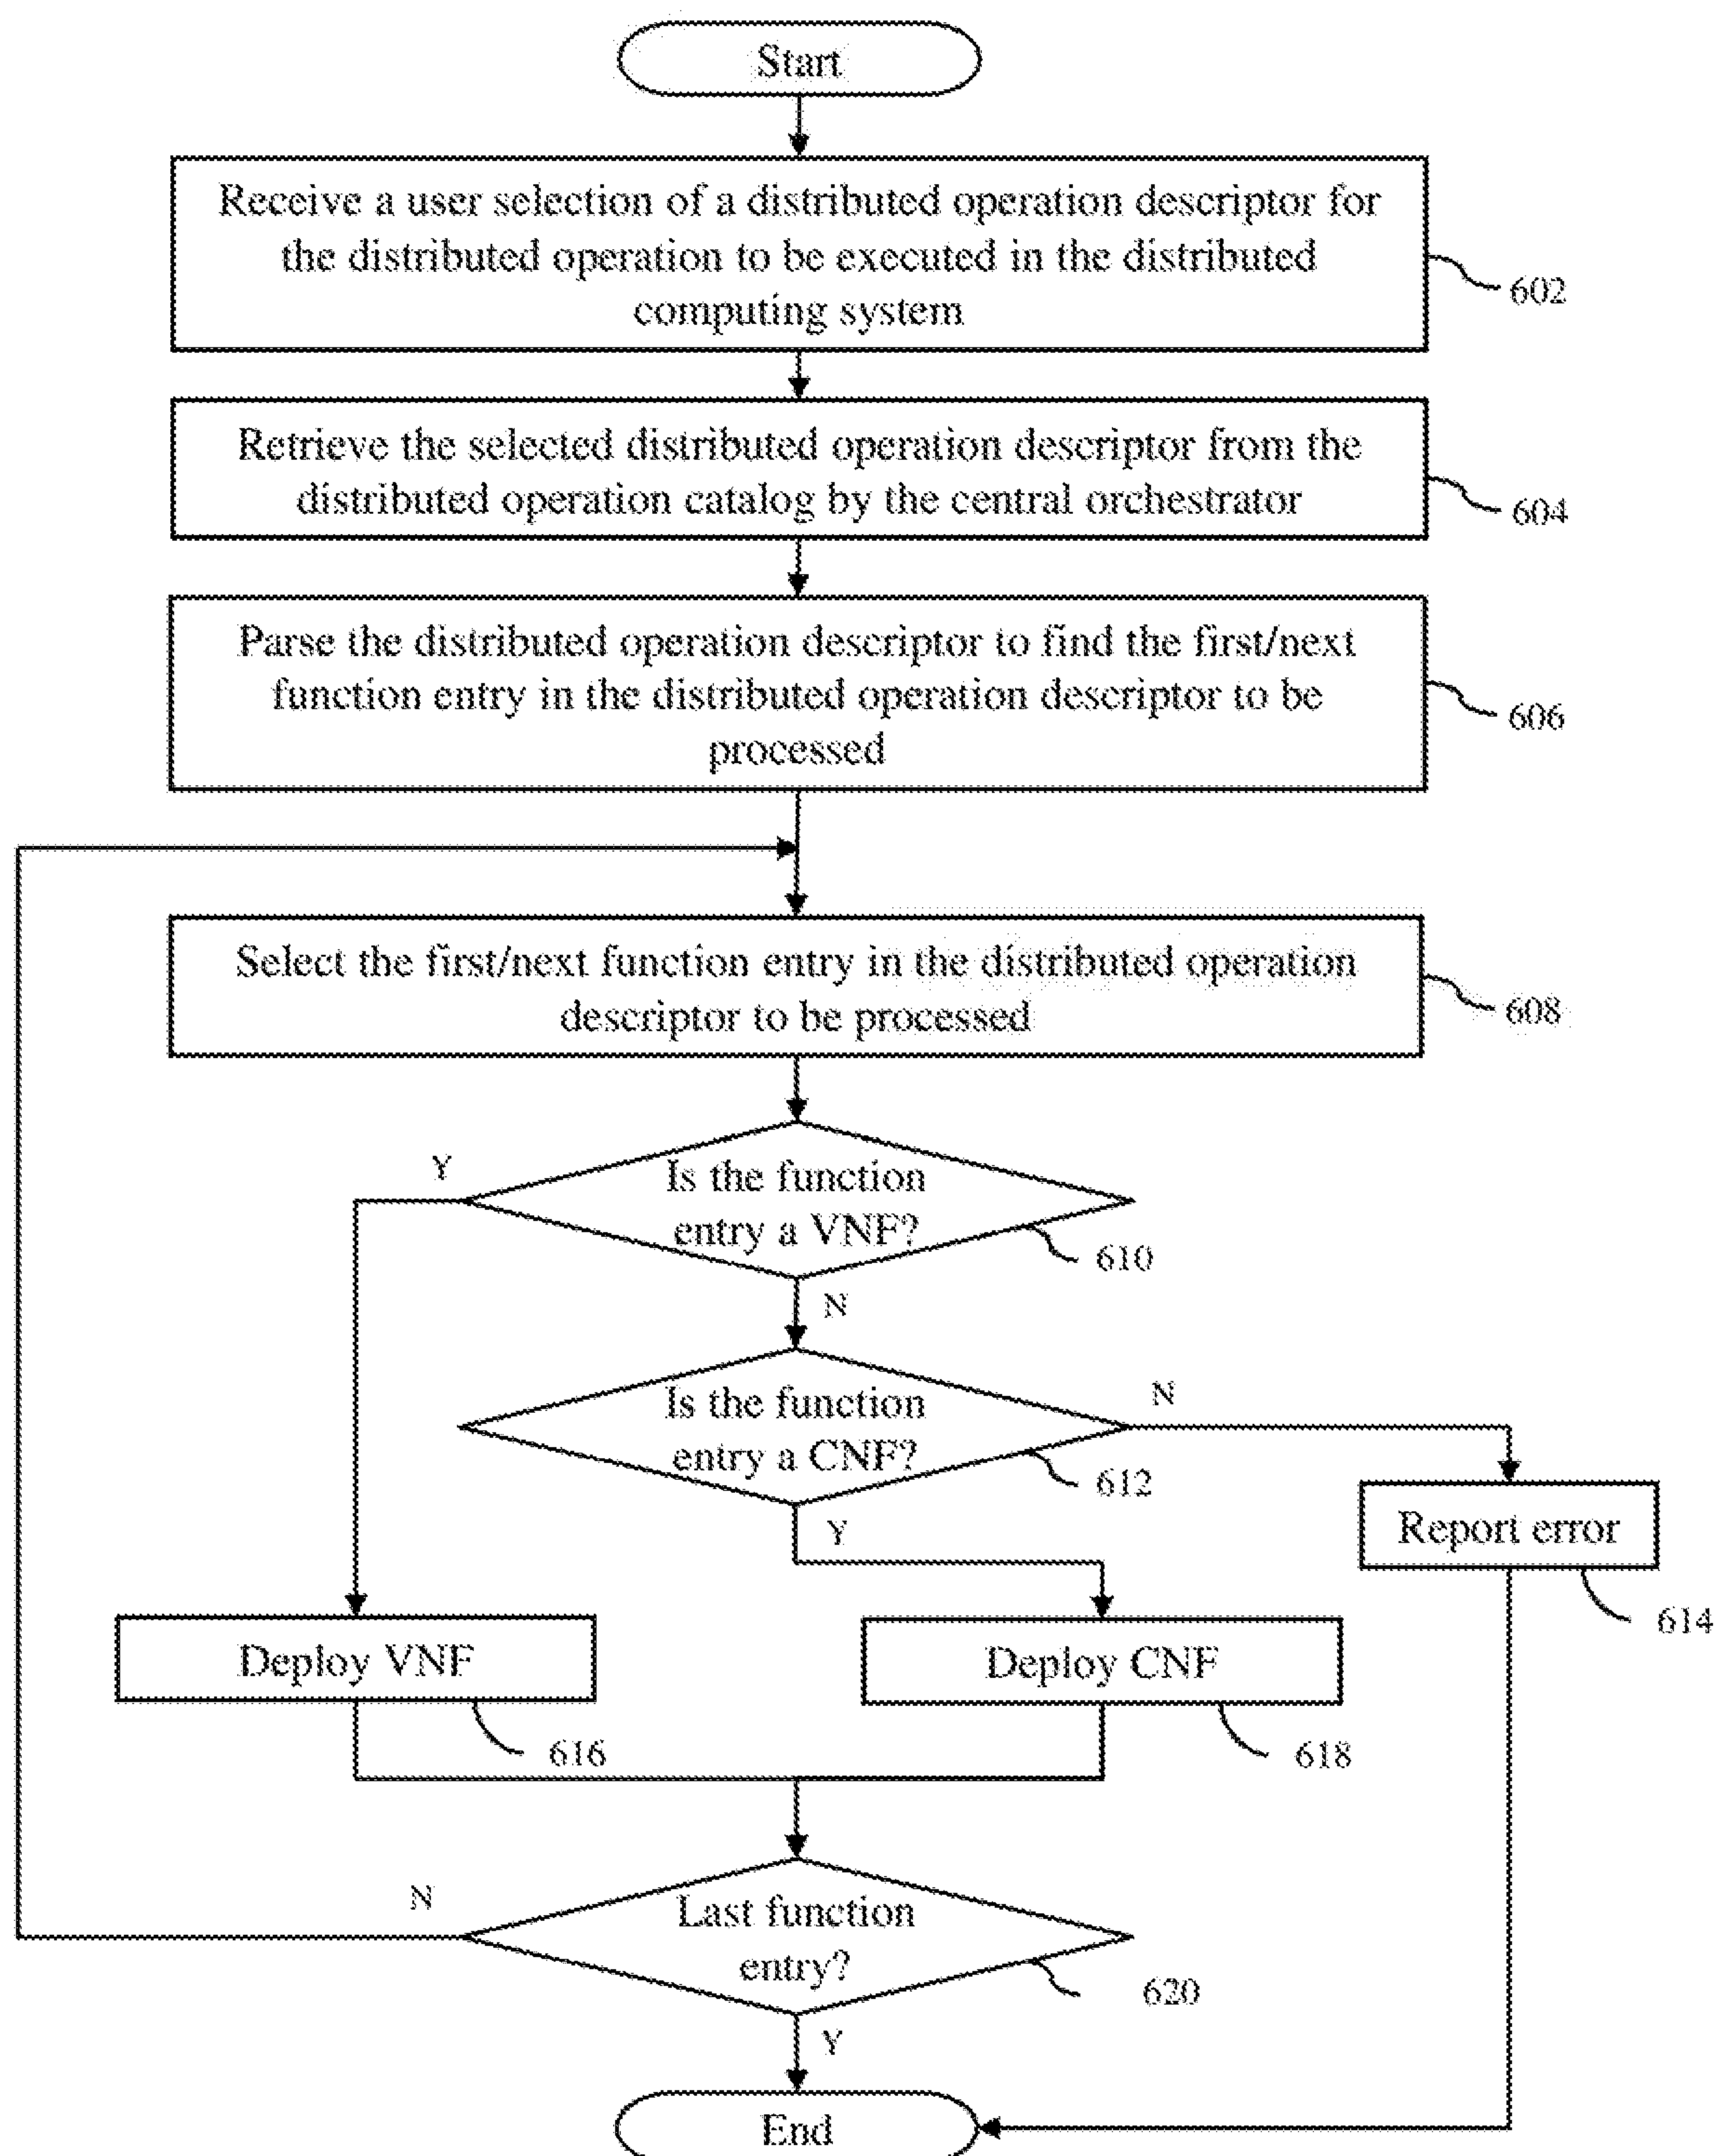 Start
Receive a user selection of a distributed operation descriptor for
the distributed operation to be executed in the distributed
computing system
602
Retrieve the selected distributed operation descriptor from the
distributed operation catalog by the central orchestrator
604
Parse the distributed operation descriptor to find the first/next
function entry in the distributed operation descriptor to be
processed
606
Select the first/next function entry in the distributed operation
descriptor to be processed
608
Y
Is the function
entry a VNF?
610
N
Is the function
entry a CNF?
N
612
Y
Report error
614
Deploy VNF
616
Deploy CNF
618
N
Last function
entry?
620
Y
End